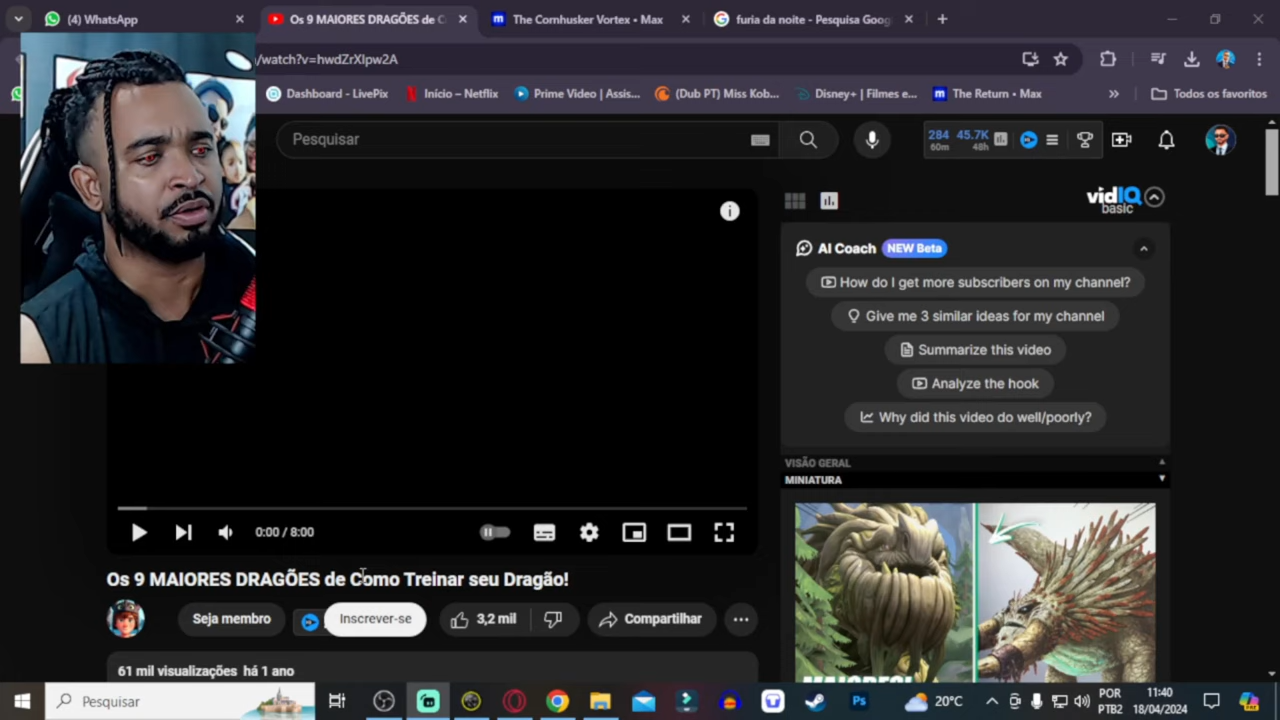 (4) WhatsApp
Os 9 MAIORES DRAGÕES de C
The Cornhusker Vortex - Max
furia da noite - Pesquisa Goog
/watch?v=hwdZrXlpw2A
Dashboard - LivePix
Início – Netflix
Prime Video | Assis...
(Dub PT) Miss Kob...
Disney+ | Filmes e...
The Return • Max
Todos os favoritos
Pesquisar
284 45.7K
60m 48h
vidIQ
basic
AI Coach NEW Beta
How do I get more subscribers on my channel?
Give me 3 similar ideas for my channel
Summarize this video
Analyze the hook
Why did this video do well/poorly?
VISÃO GERAL
MINIATURA
0:00 / 8:00
Os 9 MAIORES DRAGÕES de Como Treinar seu Dragão!
Seja membro
Inscrever-se
3,2 mil
Compartilhar
61 mil visualizações há 1 ano
MAIORES!
Pesquisar
Ps
20°C
POR
PTB2
11:40
18/04/2024